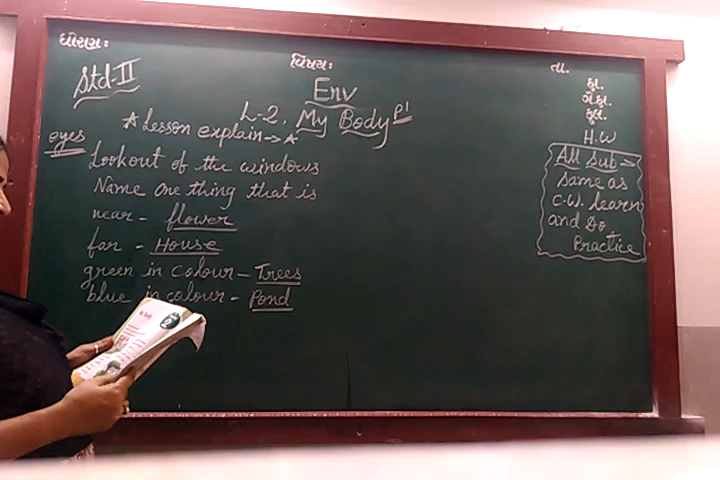 ધોરણ:
વિષય:
તા.
Std-II
Env
હા.
ગે.હા.
કુલ.
L-2. My Body P1
* Lesson explain-> *
H.W
eyes
Lookout of the windows
Name one thing that is
near - flower
far - House
green in colour - Trees
blue in colour - Pond
All Sub->
Same as
C.W. learn
and Do.
Practice